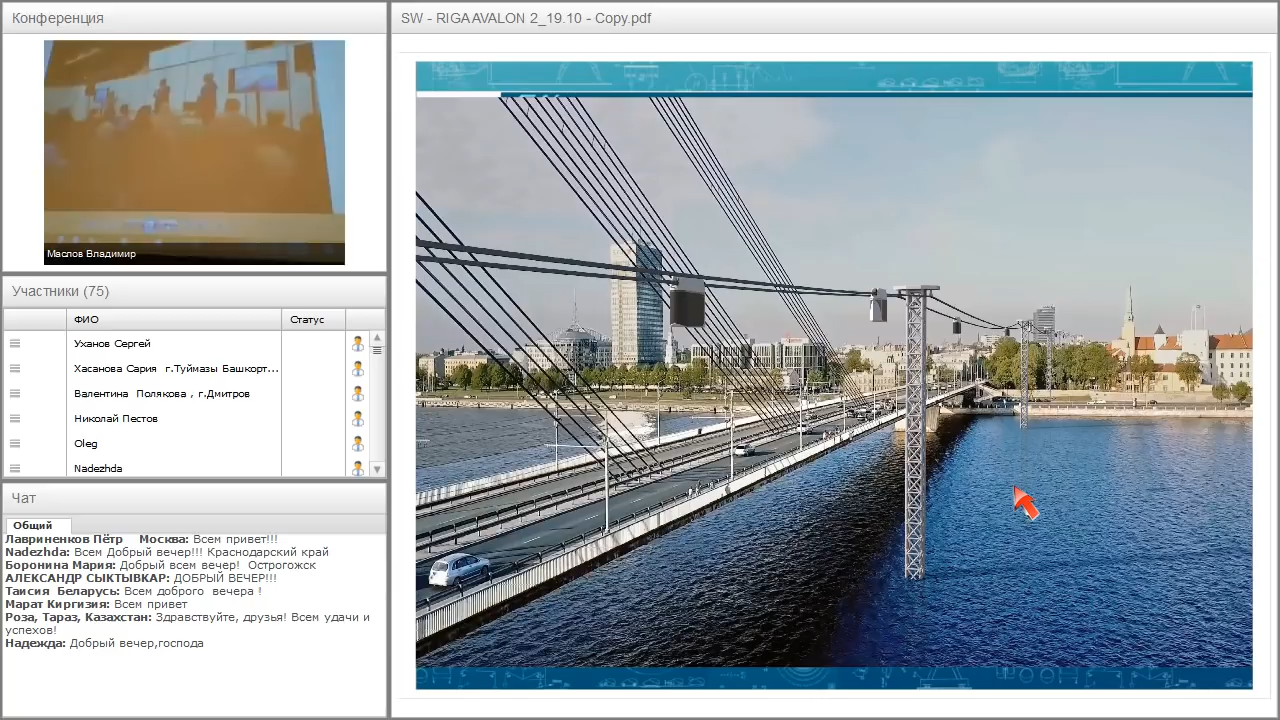 Конференция
Маслов Владимир
Участники (75)
ФИО
Статус
Уханов Сергей
Хасанова Сария г.Туймазы Башкорт...
Валентина Полякова , г.Дмитров
Николай Пестов
Oleg
Nadezhda
Чат
Общий
Лавриненков Пётр Москва: Всем привет!!!
Nadezhda: Всем Добрый вечер!!! Краснодарский край
Боронина Мария: Добрый всем вечер! Острогожск
АЛЕКСАНДР СЫКТЫВКАР: ДОБРЫЙ ВЕЧЕР!!!
Таисия Беларусь: Всем доброго вечера !
Марат Киргизия: Всем привет
Роза, Тараз, Казахстан: Здравствуйте, друзья! Всем удачи и
успехов!
Надежда: Добрый вечер,господа
SW - RIGA AVALON 2_19.10 - Copy.pdf